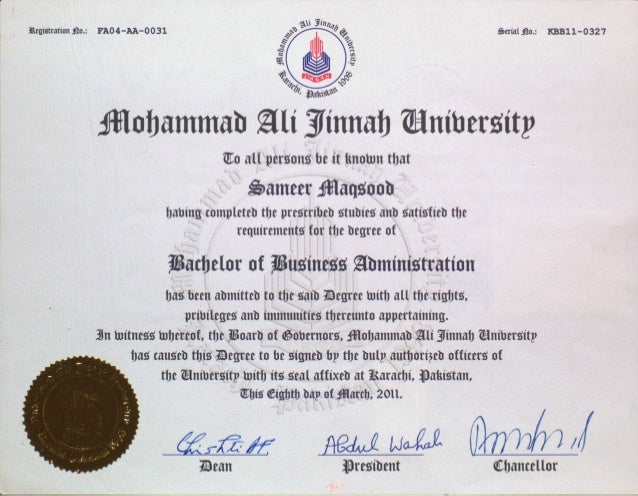 Registration No.: FA04-AA-0031
Serial No.: KBB11-0327
Mohammad Ali Jinnah University
JINNAH
Karachi, Pakistan 1998
Mohammad Ali Jinnah University
To all persons be it known that
Sameer Maqsood
having completed the prescribed studies and satisfied the
requirements for the degree of
Bachelor of Business Administration
has been admitted to the said Degree with all the rights,
privileges and immunities thereunto appertaining.
In witness whereof, the Board of Governors, Mohammad Ali Jinnah University
has caused this Degree to be signed by the duly authorized officers of
the University with its seal affixed at Karachi, Pakistan,
This Eighth day of March, 2011.
Abdul Wahab
Dean
President
Chancellor